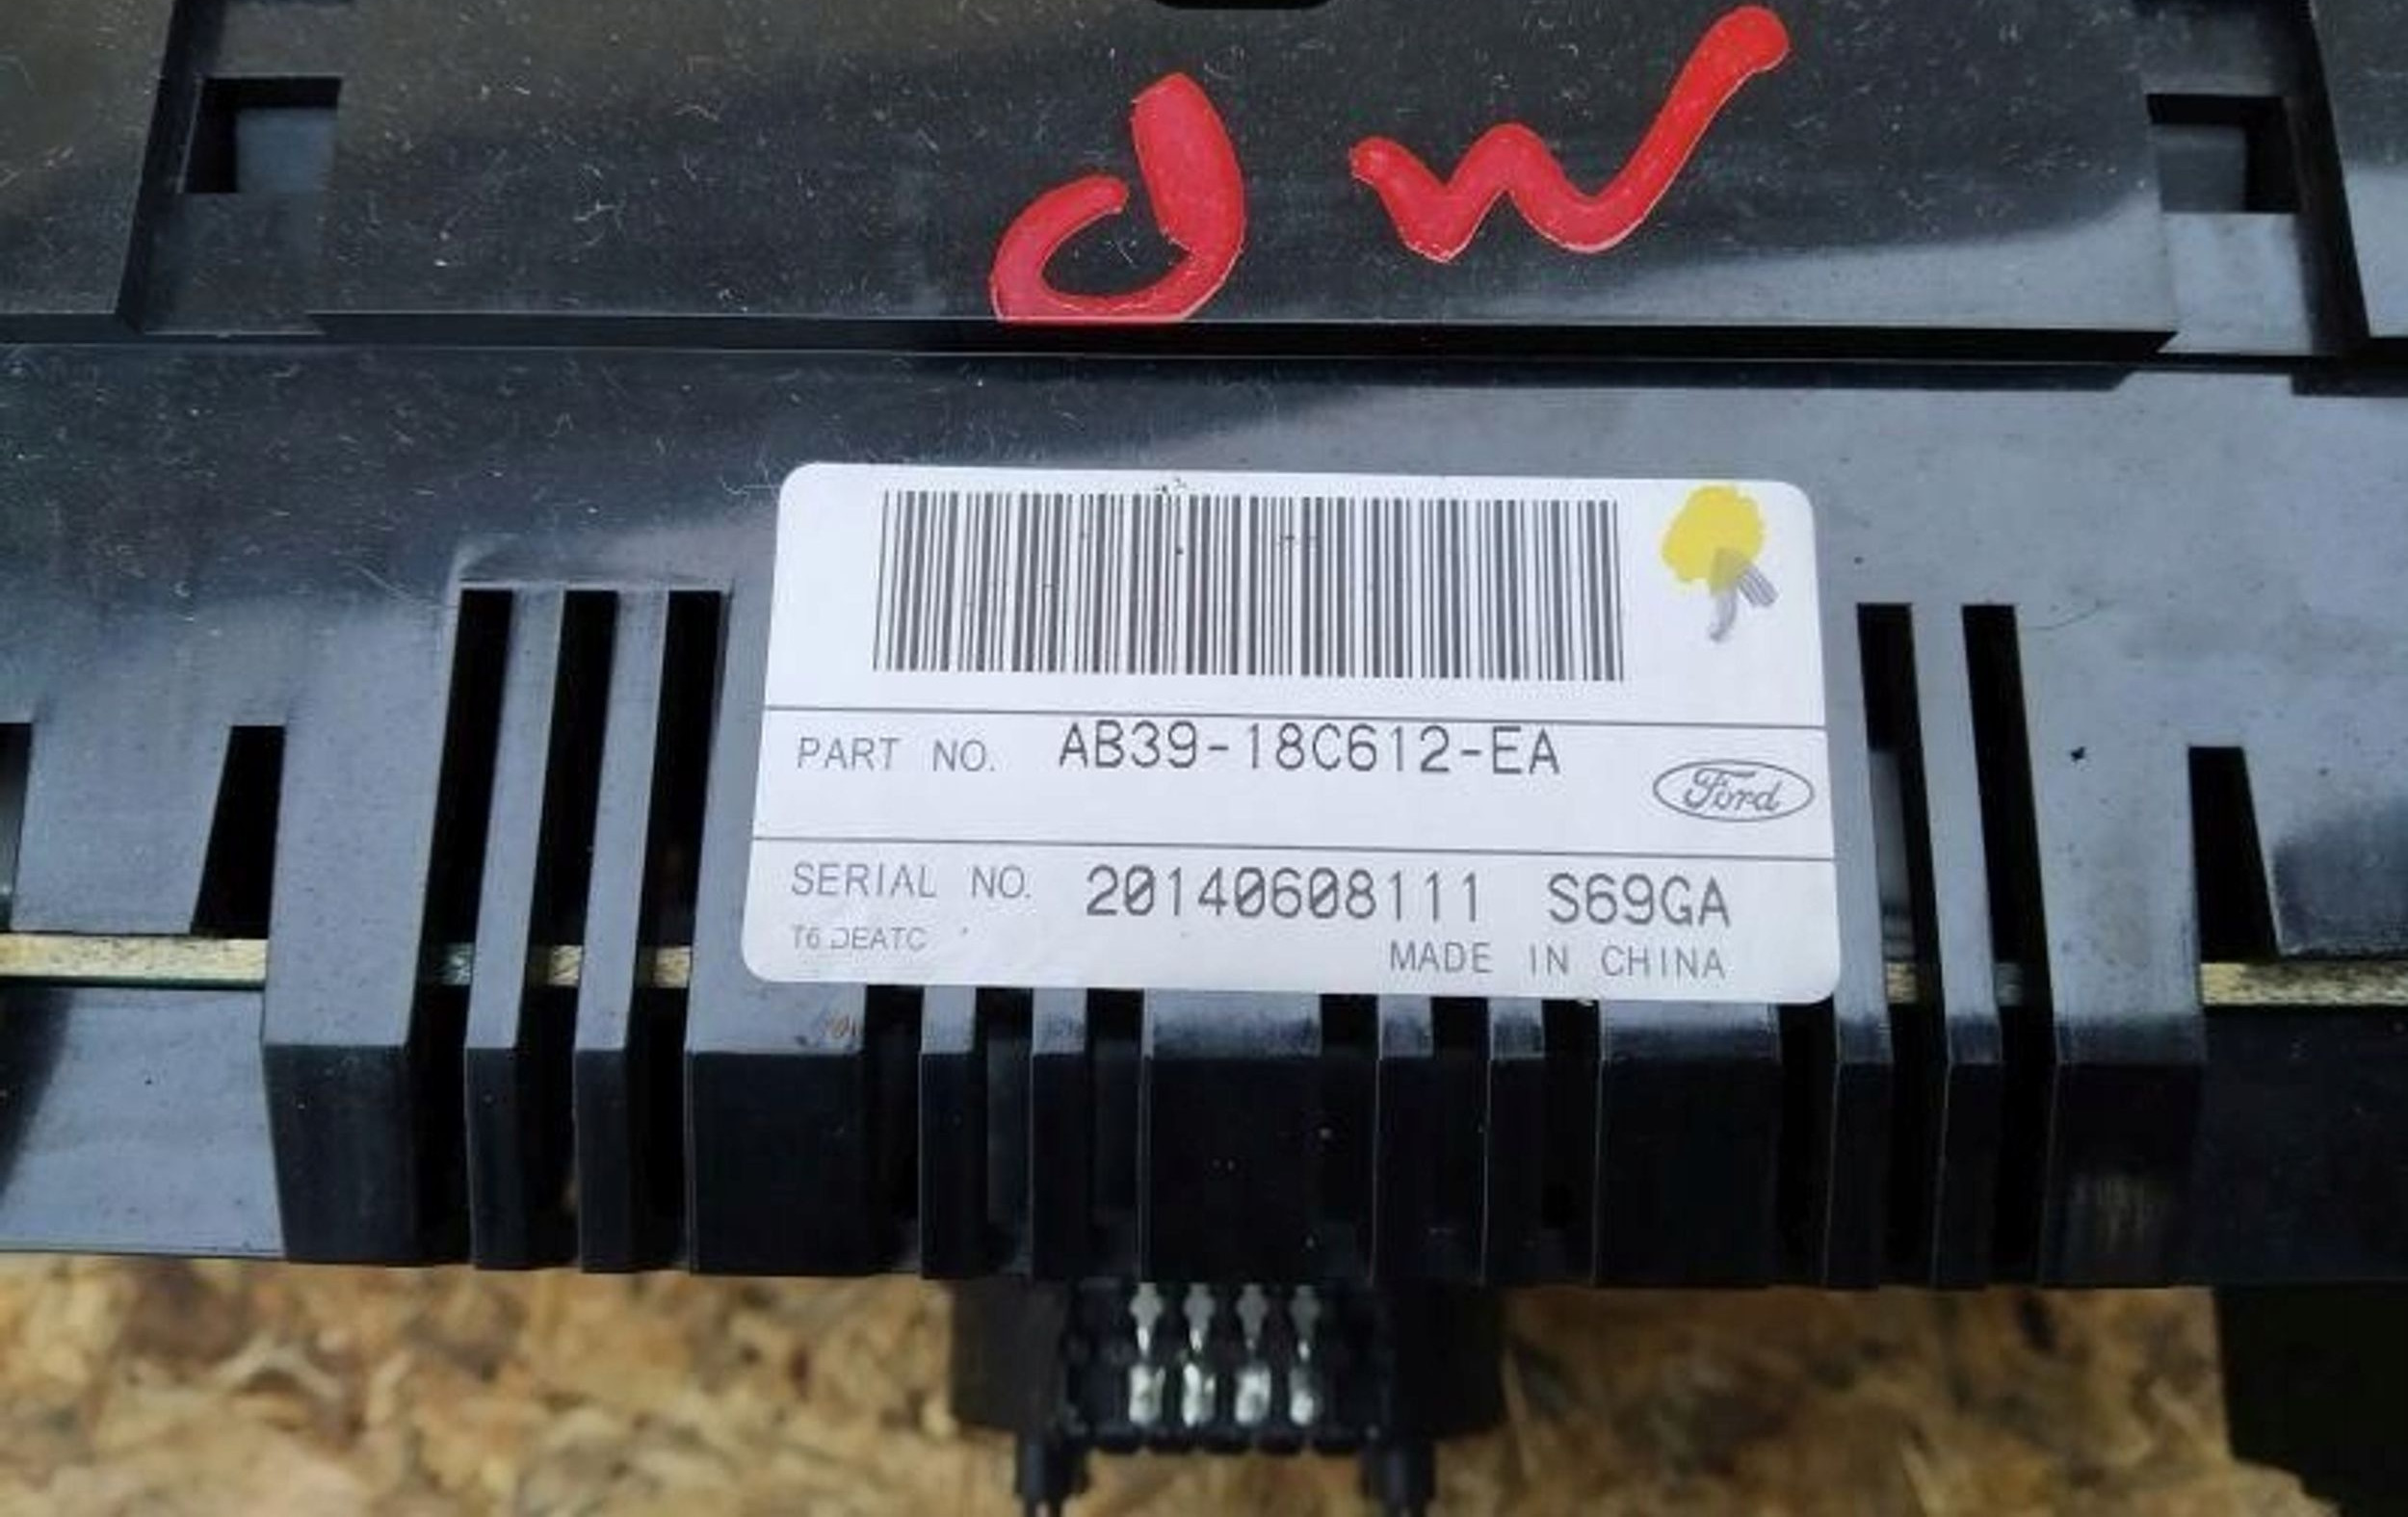 dw
PART NO. AB39-18C612-EA
Ford
SERIAL NO. 20140608111 S69GA
T6 DEATC
MADE IN CHINA